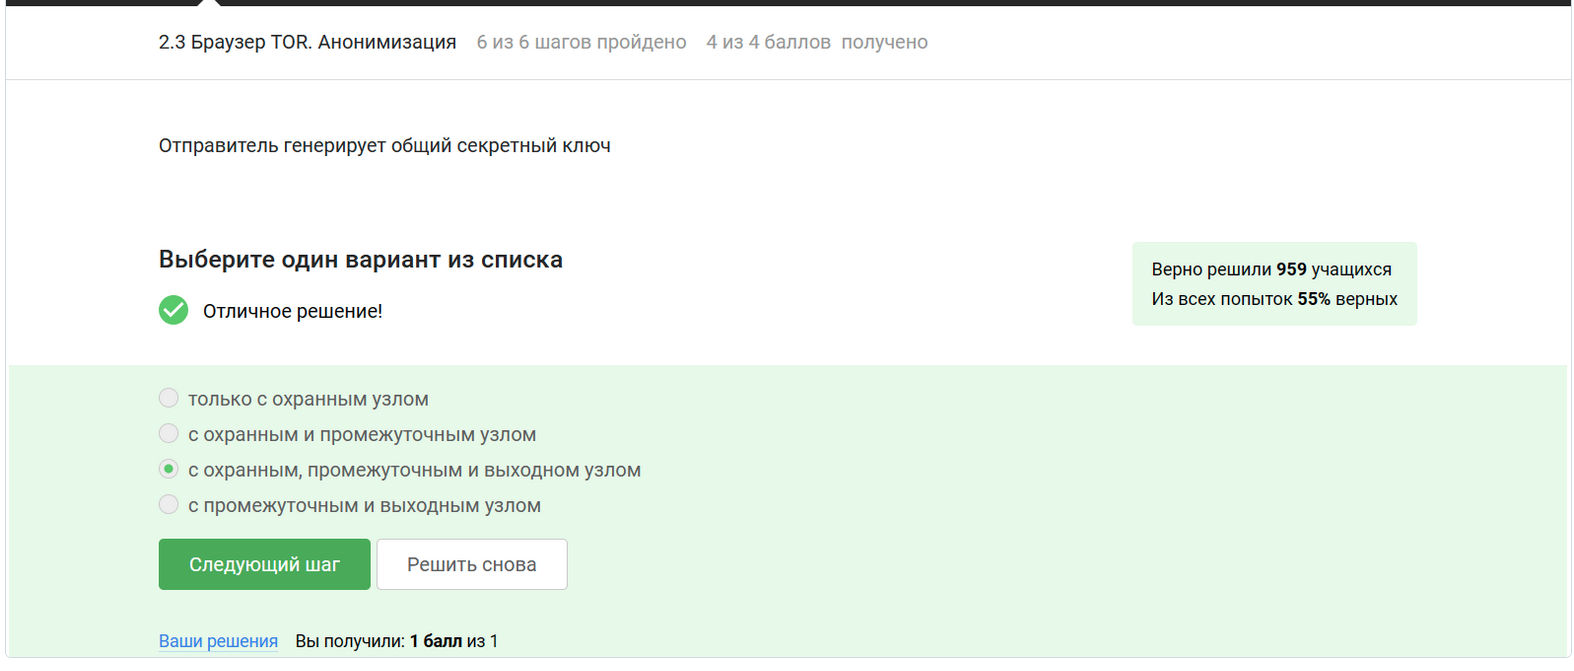 2.3 Браузер TOR. Анонимизация 6 из 6 шагов пройдено 4 из 4 баллов получено
Отправитель генерирует общий секретный ключ
Выберите один вариант из списка
Отличное решение!
Верно решили 959 учащихся
Из всех попыток 55% верных
только с охранным узлом
с охранным и промежуточным узлом
с охранным, промежуточным и выходном узлом
с промежуточным и выходным узлом
Следующий шаг Решить снова
Ваши решения Вы получили: 1 балл из 1